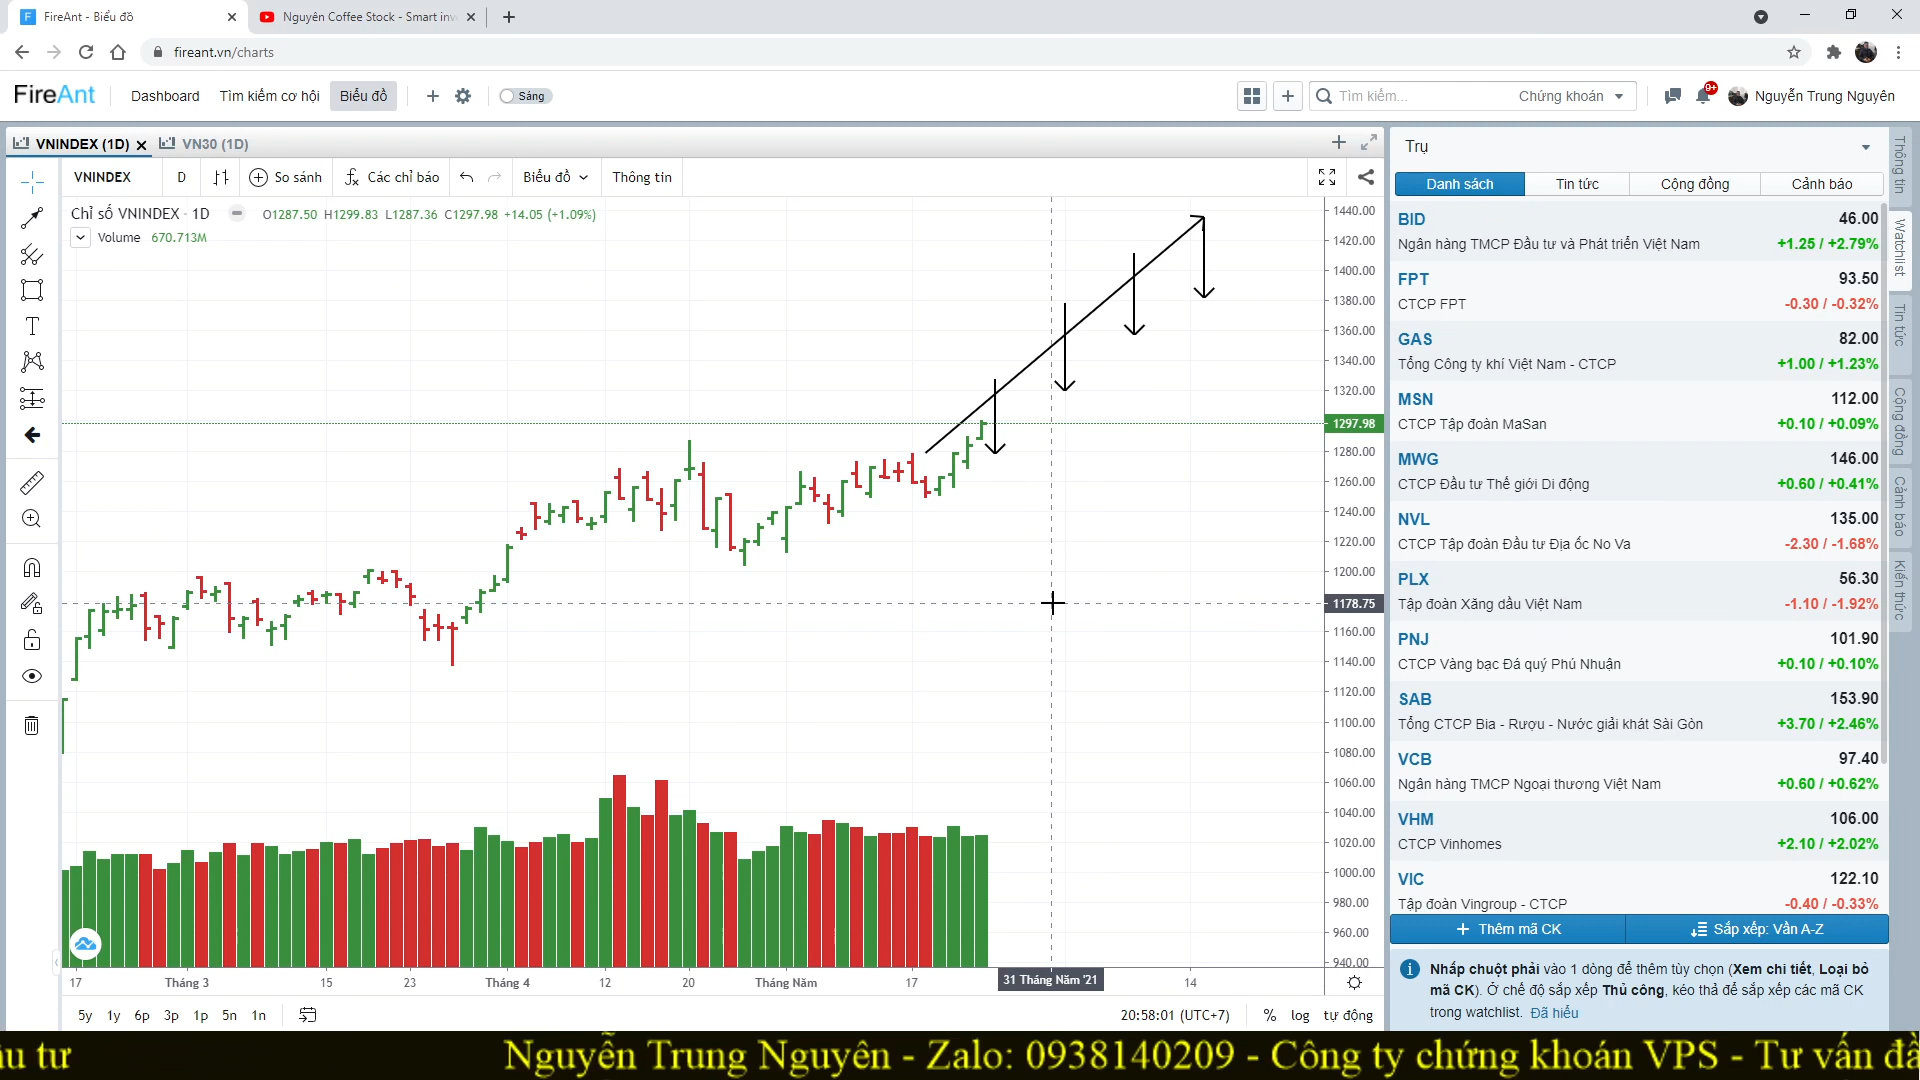 FireAnt - Biểu đồ
Nguyên Coffee Stock - Smart inv
fireant.vn/charts
FireAnt
Dashboard
Tìm kiếm cơ hội
Biểu đồ
Sáng
Tìm kiếm...
Chứng khoán
9+
Nguyễn Trung Nguyên
VNINDEX (1D)
VN30 (1D)
VNINDEX
D
So sánh
Các chỉ báo
Biểu đồ
Thông tin
Chỉ số VNINDEX · 1D
O1287.50 H1299.83 L1287.36 C1297.98 +14.05 (+1.09%)
Volume 670.713M
1440.00
1420.00
1400.00
1380.00
1360.00
1340.00
1320.00
1297.98
1280.00
1260.00
1240.00
1220.00
1200.00
1178.75
1160.00
1140.00
1120.00
1100.00
1080.00
1060.00
1040.00
1020.00
1000.00
980.00
960.00
940.00
17
Tháng 3
15
23
Tháng 4
12
20
Tháng Năm
17
31 Tháng Năm '21
14
5y 1y 6p 3p 1p 5n 1n
20:58:01 (UTC+7)
% log tự động
Trụ
Danh sách
Tin tức
Cộng đồng
Cảnh báo
BID 46.00
Ngân hàng TMCP Đầu tư và Phát triển Việt Nam +1.25 / +2.79%
FPT 93.50
CTCP FPT -0.30 / -0.32%
GAS 82.00
Tổng Công ty khí Việt Nam - CTCP +1.00 / +1.23%
MSN 112.00
CTCP Tập đoàn MaSan +0.10 / +0.09%
MWG 146.00
CTCP Đầu tư Thế giới Di động +0.60 / +0.41%
NVL 135.00
CTCP Tập đoàn Đầu tư Địa ốc No Va -2.30 / -1.68%
PLX 56.30
Tập đoàn Xăng dầu Việt Nam -1.10 / -1.92%
PNJ 101.90
CTCP Vàng bạc Đá quý Phú Nhuận +0.10 / +0.10%
SAB 153.90
Tổng CTCP Bia - Rượu - Nước giải khát Sài Gòn +3.70 / +2.46%
VCB 97.40
Ngân hàng TMCP Ngoại thương Việt Nam +0.60 / +0.62%
VHM 106.00
CTCP Vinhomes +2.10 / +2.02%
VIC 122.10
Tập đoàn Vingroup - CTCP -0.40 / -0.33%
Thêm mã CK
Sắp xếp: Vần A-Z
Nhấp chuột phải vào 1 dòng để thêm tùy chọn (Xem chi tiết, Loại bỏ
mã CK). Ở chế độ sắp xếp Thủ công, kéo thả để sắp xếp các mã CK
trong watchlist. Đã hiểu
Thông tin
Watchlist
Tin tức
Cộng đồng
Cảnh báo
Kiến thức
ầu tư
Nguyễn Trung Nguyên - Zalo: 0938140209 - Công ty chứng khoán VPS - Tư vấn đầ